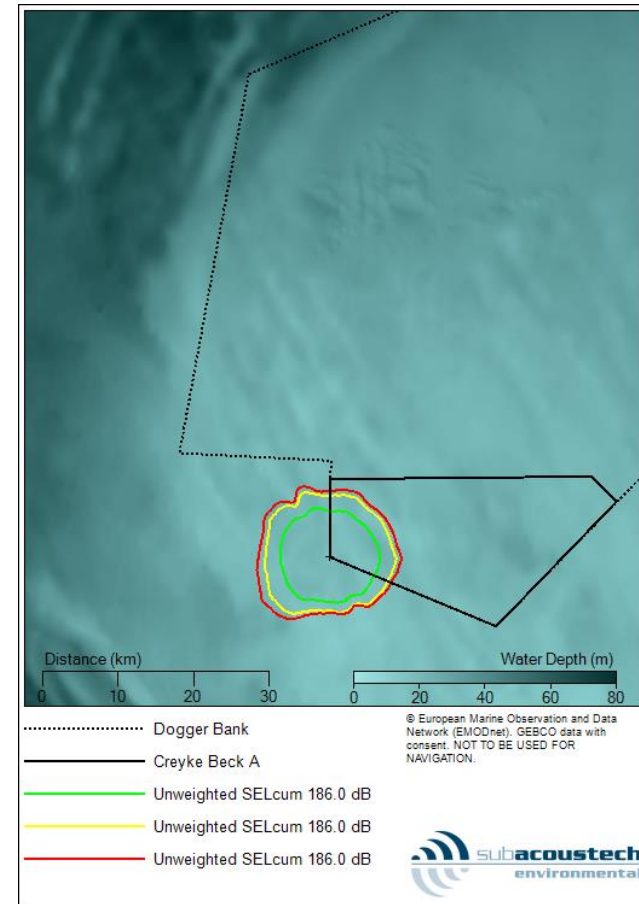 Distance (km)
0 10 20 30
Water Depth (m)
0 20 40 60 80
Dogger Bank
Creyke Beck A
Unweighted SELcum 186.0 dB
Unweighted SELcum 186.0 dB
Unweighted SELcum 186.0 dB
© European Marine Observation and Data
Network (EMODnet). GEBCO data with
consent. NOT TO BE USED FOR
NAVIGATION.
subacoustech
environmental